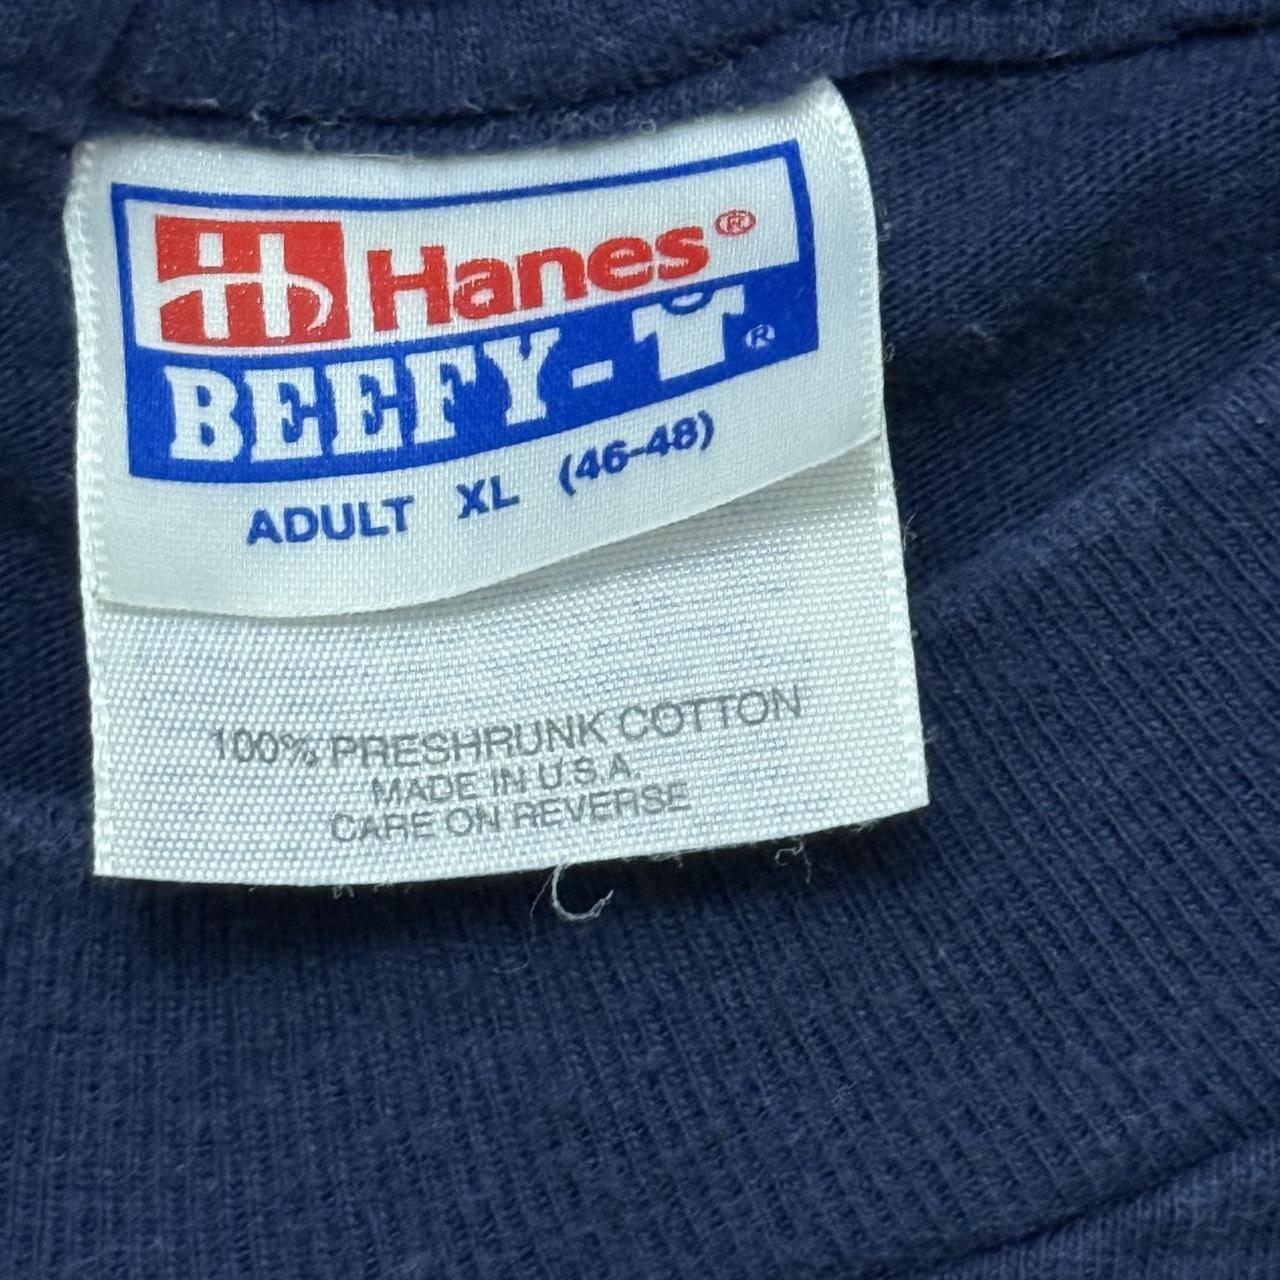 Hanes®
BEEFY-T®
ADULT XL (46-48)
100% PRESHRUNK COTTON
MADE IN U.S.A.
CARE ON REVERSE